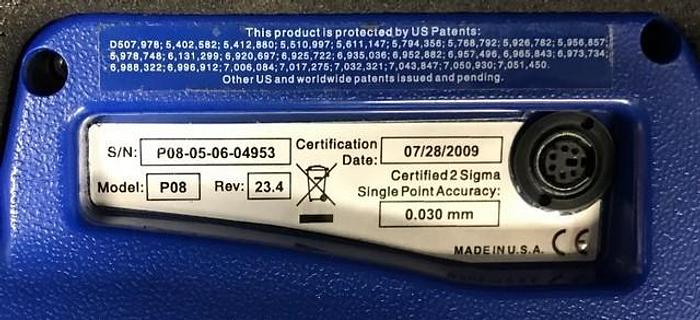 This product is protected by US Patents:
D507,978; 5,402,582; 5,412,880; 5,510,997; 5,611,147; 5,794,356; 5,768,792; 5,926,782; 5,956,857;
5,978,748; 6,131,299; 6,920,697; 6,925,722; 6,935,036; 6,952,882; 6,957,496; 6,965,843; 6,973,734;
6,988,322; 6,996,912; 7,006,084; 7,017,275; 7,032,321; 7,043,847; 7,050,930; 7,051,450.
Other US and worldwide patents issued and pending.
S/N: P08-05-06-04953
Certification Date: 07/28/2009
Model: P08 Rev: 23.4
Certified 2 Sigma
Single Point Accuracy:
0.030 mm
MADE IN U.S.A. CE